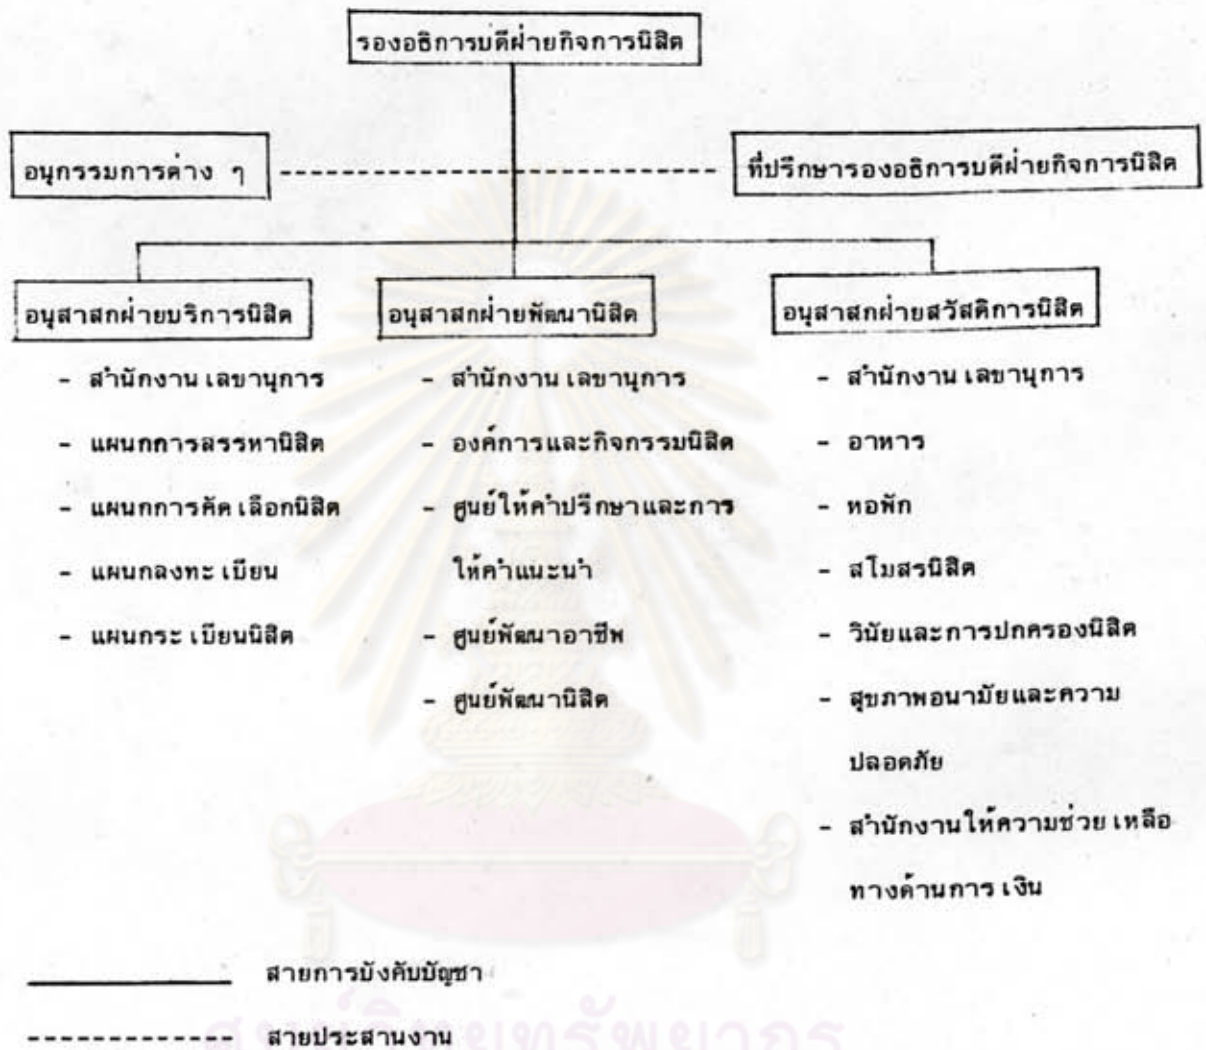 รองอธิการบดีฝ่ายกิจการนิสิต
อนุกรรมการต่าง ๆ
ที่ปรึกษารองอธิการบดีฝ่ายกิจการนิสิต
อนุสาสกฝ่ายบริการนิสิต
- สำนักงานเลขานุการ
- แผนกการสรรหานิสิต
- แผนกการคัดเลือกนิสิต
- แผนกลงทะเบียน
- แผนกระเบียนนิสิต
อนุสาสกฝ่ายพัฒนานิสิต
- สำนักงานเลขานุการ
- องค์การและกิจกรรมนิสิต
- ศูนย์ให้คำปรึกษาและการ
ให้คำแนะนำ
- ศูนย์พัฒนาอาชีพ
- ศูนย์พัฒนานิสิต
อนุสาสกฝ่ายสวัสดิการนิสิต
- สำนักงานเลขานุการ
- อาหาร
- หอพัก
- สโมสรนิสิต
- วินัยและการปกครองนิสิต
- สุขภาพอนามัยและความ
ปลอดภัย
- สำนักงานให้ความช่วยเหลือ
ทางด้านการเงิน
สายการบังคับบัญชา
สายประสานงาน
ศูนย์วิทยทรัพยากร